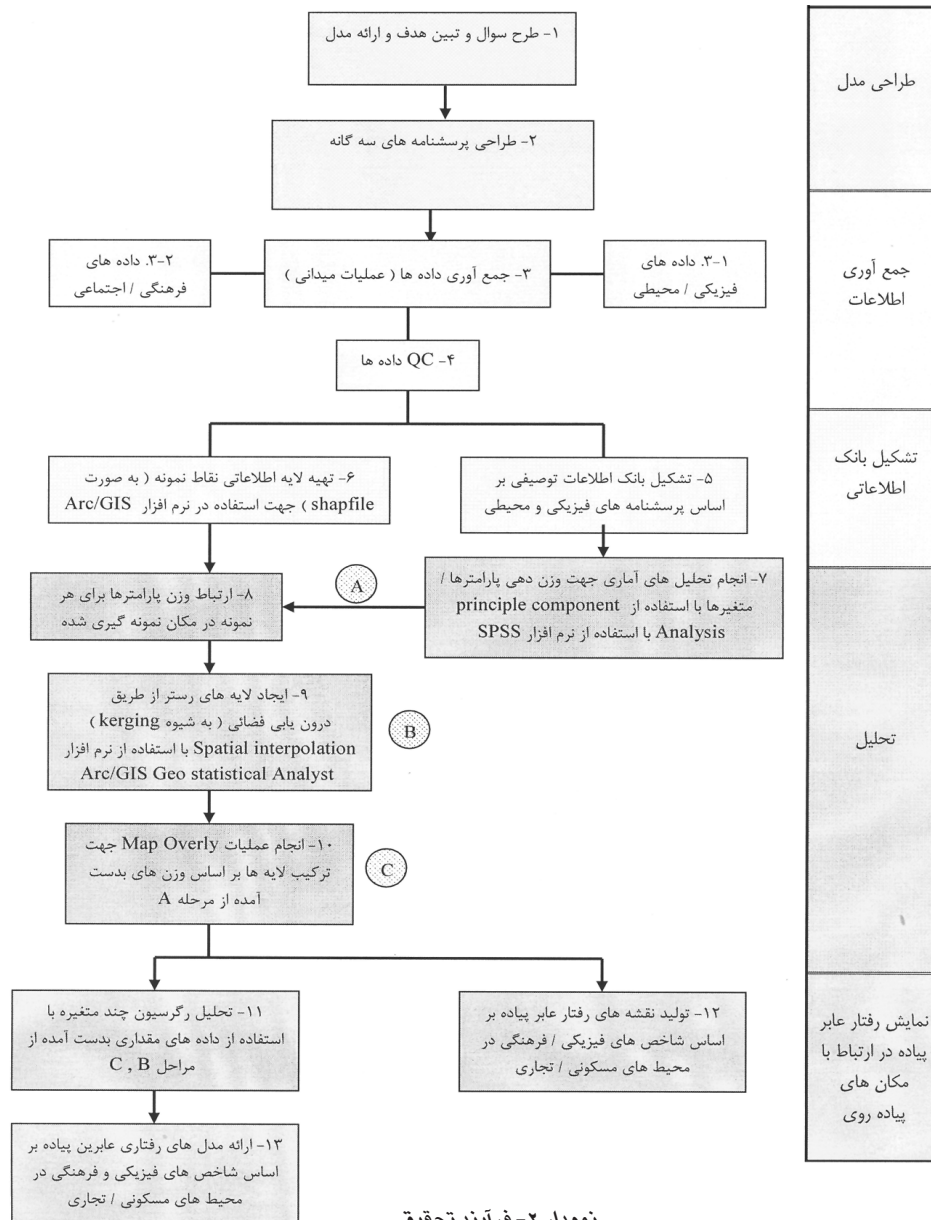 ۱- طرح سوال و تبین هدف و ارائه مدل
۲- طراحی پرسشنامه های سه گانه
۳-۱. داده های
فیزیکی / محیطی
۳- جمع آوری داده ها ( عملیات میدانی )
۳-۲. داده های
فرهنگی / اجتماعی
۴- QC داده ها
۵- تشکیل بانک اطلاعات توصیفی بر
اساس پرسشنامه های فیزیکی و محیطی
۶- تهیه لایه اطلاعاتی نقاط نمونه ( به صورت
shapfile ) جهت استفاده در نرم افزار Arc/GIS
۷- انجام تحلیل های آماری جهت وزن دهی پارامترها /
متغیرها با استفاده از principle component
Analysis با استفاده از نرم افزار SPSS
A
۸- ارتباط وزن پارامترها برای هر
نمونه در مکان نمونه گیری شده
۹- ایجاد لایه های رستر از طریق
درون یابی فضائی ( به شیوه kerging )
Spatial interpolation با استفاده از نرم افزار
Arc/GIS Geo statistical Analyst
B
۱۰- انجام عملیات Map Overly جهت
ترکیب لایه ها بر اساس وزن های بدست
آمده از مرحله A
C
۱۱- تحلیل رگرسیون چند متغیره با
استفاده از داده های مقداری بدست آمده از
مراحل C , B
۱۲- تولید نقشه های رفتار عابر پیاده بر
اساس شاخص های فیزیکی / فرهنگی در
محیط های مسکونی / تجاری
۱۳- ارائه مدل های رفتاری عابرین پیاده بر
اساس شاخص های فیزیکی و فرهنگی در
محیط های مسکونی / تجاری
طراحی مدل
جمع آوری
اطلاعات
تشکیل بانک
اطلاعاتی
تحلیل
نمایش رفتار عابر
پیاده در ارتباط با
مکان های
پیاده روی
نمودار ۲- فرآیند تحقیق